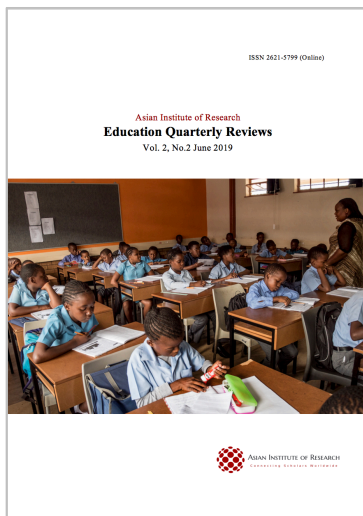 ISSN 2621-5799 (Online)
Asian Institute of Research
Education Quarterly Reviews
Vol. 2, No.2 June 2019
ASIAN INSTITUTE OF RESEARCH
Connecting Scholars Worldwide